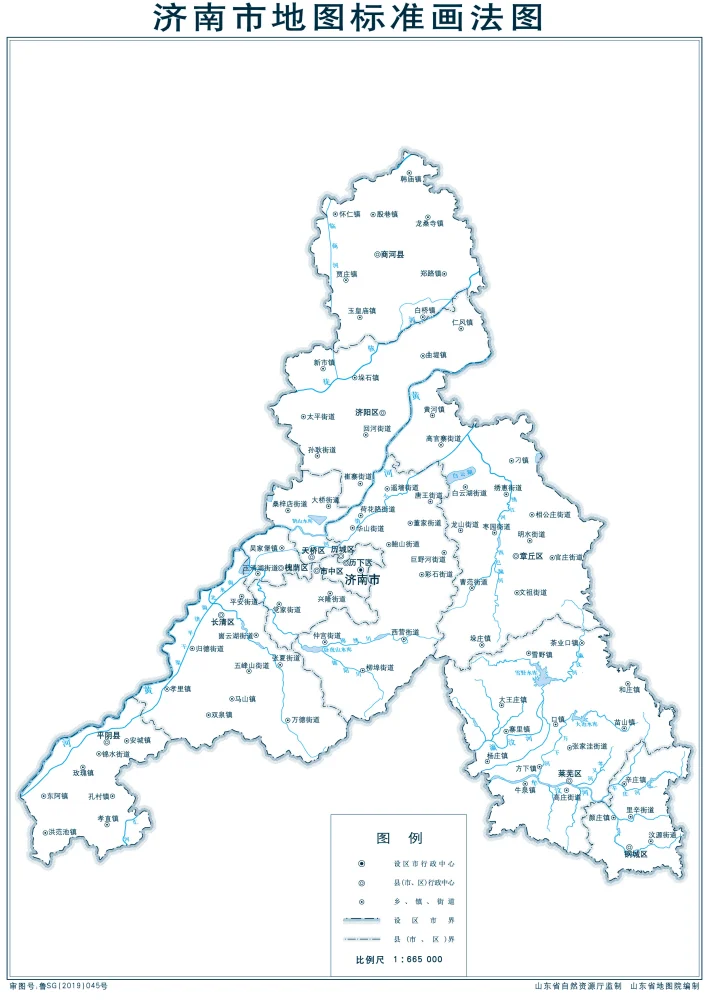 济南市地图标准画法图
韩庙镇
怀仁镇
殷巷镇
龙桑寺镇
商河县
贾庄镇
郑路镇
玉皇庙镇
白桥镇
仁风镇
新市镇
曲堤镇
垛石镇
徒
黄
太平街道
济阳区
黄河镇
回河街道
高官寨街道
孙耿街道
刁镇
河
崔寨街道
遥墙街道
唐王街道
白云湖
白云湖街道
绣惠街道
桑梓店街道
大桥街道
荷花路街道
相公庄街道
华山街道
董家街道
龙山街道
枣园街道
明水街道
吴家堡镇
天桥区
历城区
鲍山街道
巨野河街道
章丘区
官庄街道
槐荫区
市中区
历下区
济南市
彩石街道
曹范街道
文祖街道
平安街道
兴隆街道
党家街道
长清区
崮云湖街道
仲宫街道
西营街道
垛庄镇
茶业口镇
归德街道
卧虎山水库
雪野镇
五峰山街道
张夏街道
柳埠街道
雪野水库
孝里镇
和庄镇
马山镇
大王庄镇
双泉镇
万德街道
口镇
苗山镇
寨里镇
平阴县
安城镇
杨庄镇
张家洼街道
锦水街道
方下镇
莱芜区
玫瑰镇
辛庄镇
牛泉镇
高庄街道
东阿镇
孔村镇
颜庄镇
里辛街道
孝直镇
洪范池镇
汶源街道
钢城区
图 例
设区市行政中心
县(市、区)行政中心
乡、镇、街道
设区市界
县(市、区)界
比例尺 1:665 000
审图号:鲁SG(2019)045号
山东省自然资源厅监制 山东省地图院编制